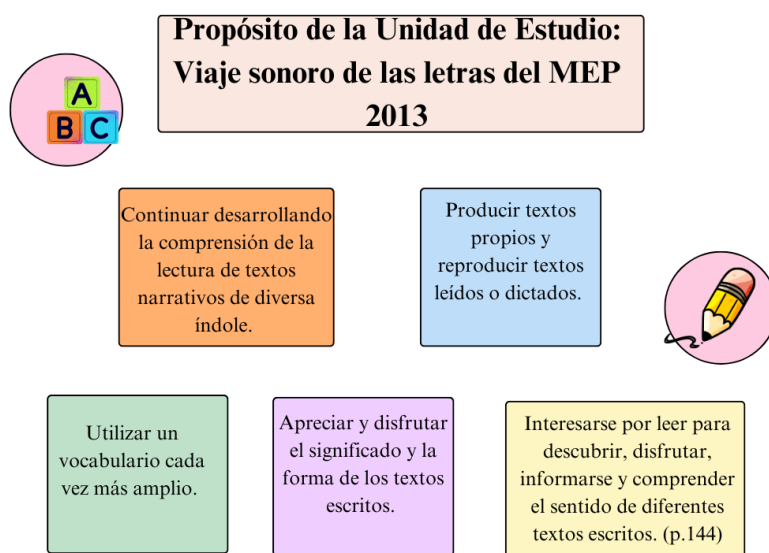 Propósito de la Unidad de Estudio:
Viaje sonoro de las letras del MEP
2013
A
B C
Continuar desarrollando
la comprensión de la
lectura de textos
narrativos de diversa
índole.
Producir textos
propios y
reproducir textos
leídos o dictados.
Utilizar un
vocabulario cada
vez más amplio.
Apreciar y disfrutar
el significado y la
forma de los textos
escritos.
Interesarse por leer para
descubrir, disfrutar,
informarse y comprender
el sentido de diferentes
textos escritos. (p.144)